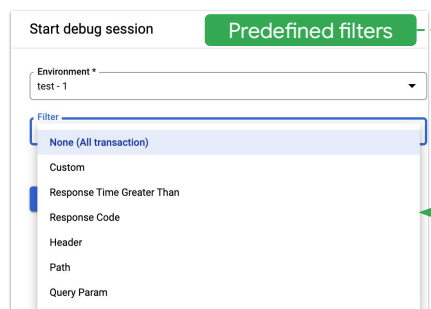 Start debug session
Predefined filters
Environment *
test - 1
Filter
None (All transaction)
Custom
Response Time Greater Than
Response Code
Header
Path
Query Param